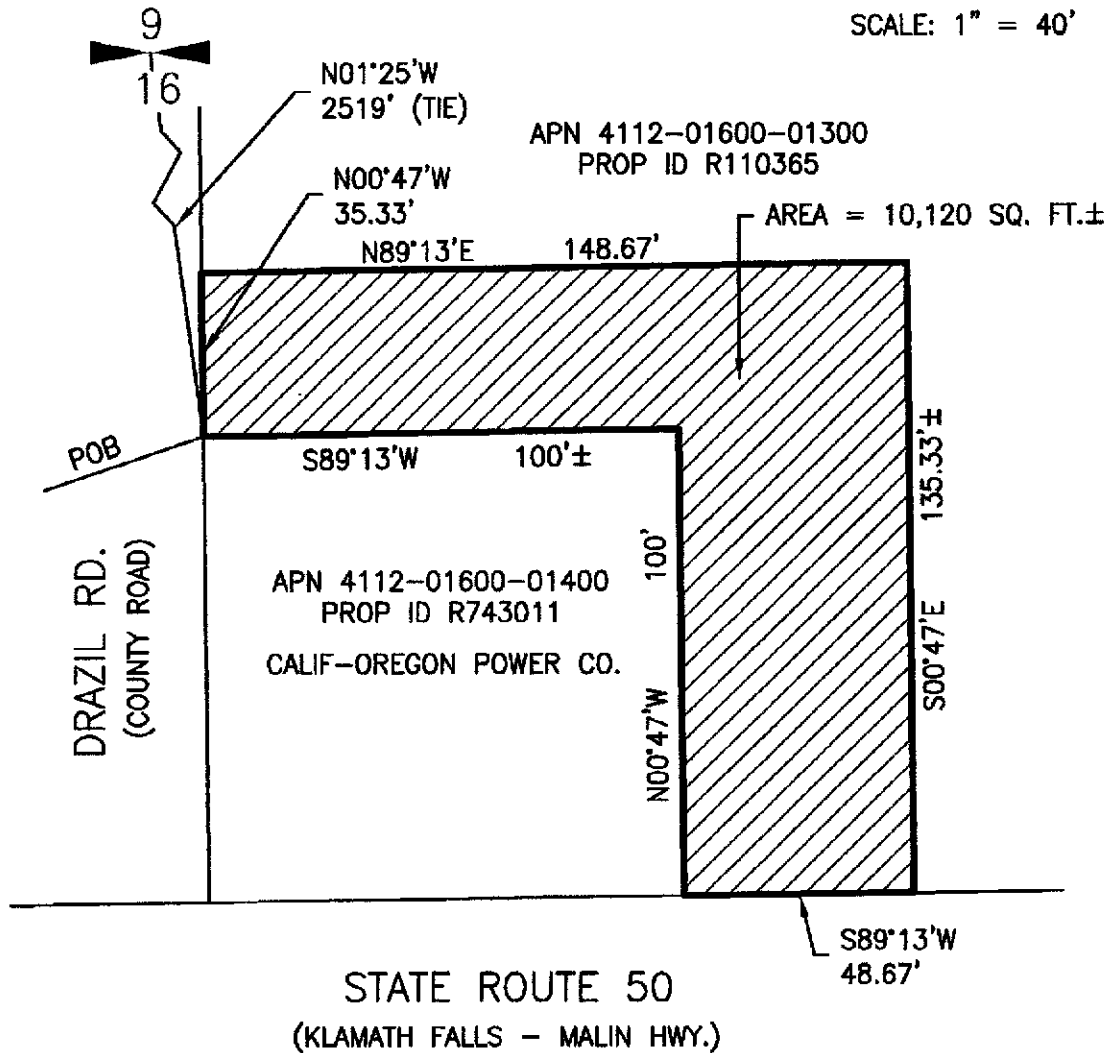 SCALE: 1" = 40'
9
16
N01°25'W
2519' (TIE)
APN 4112-01600-01300
PROP ID R110365
N00°47'W
35.33'
AREA = 10,120 SQ. FT.±
N89°13'E 148.67'
POB
S89°13'W 100'±
135.33'±
S00°47'E
100'
N00°47'W
APN 4112-01600-01400
PROP ID R743011
CALIF-OREGON POWER CO.
DRAZIL RD.
(COUNTY ROAD)
S89°13'W
48.67'
STATE ROUTE 50
(KLAMATH FALLS - MALIN HWY.)